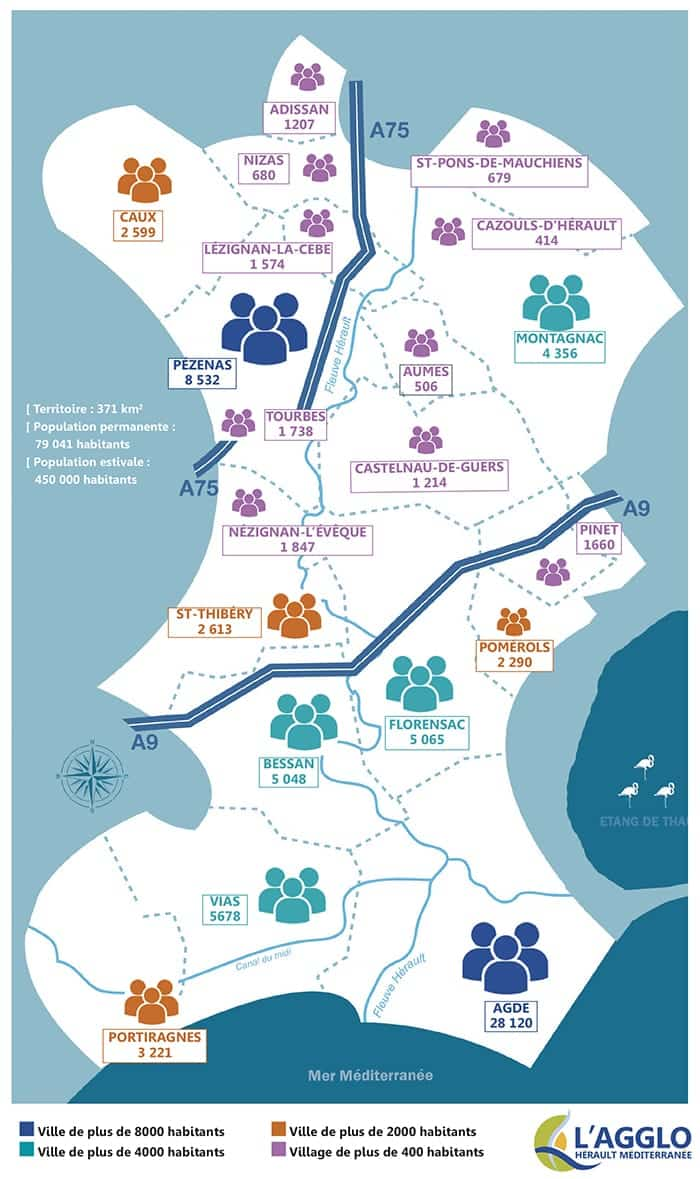 ADISSAN
1207
A75
NIZAS
680
ST-PONS-DE-MAUCHIENS
679
CAUX
2 599
LÉZIGNAN-LA-CEBE
1 574
CAZOULS-D'HÉRAULT
414
Fleuve Hérault
PÉZENAS
8 532
MONTAGNAC
4 356
AUMES
506
[ Territoire : 371 km²
[ Population permanente :
79 041 habitants
[ Population estivale :
450 000 habitants
TOURBES
1 738
A75
CASTELNAU-DE-GUERS
1 214
A9
NÉZIGNAN-L'ÉVÊQUE
1 847
PINET
1660
ST-THIBÉRY
2 613
POMÉROLS
2 290
FLORENSAC
5 065
A9
BESSAN
5 048
N
ETANG DE THAU
VIAS
5678
Canal du midi
Fleuve Hérault
AGDE
28 120
PORTIRAGNES
3 221
Mer Méditerranée
Ville de plus de 8000 habitants
Ville de plus de 4000 habitants
Ville de plus de 2000 habitants
Village de plus de 400 habitants
L'AGGLO
HÉRAULT MÉDITERRANÉE